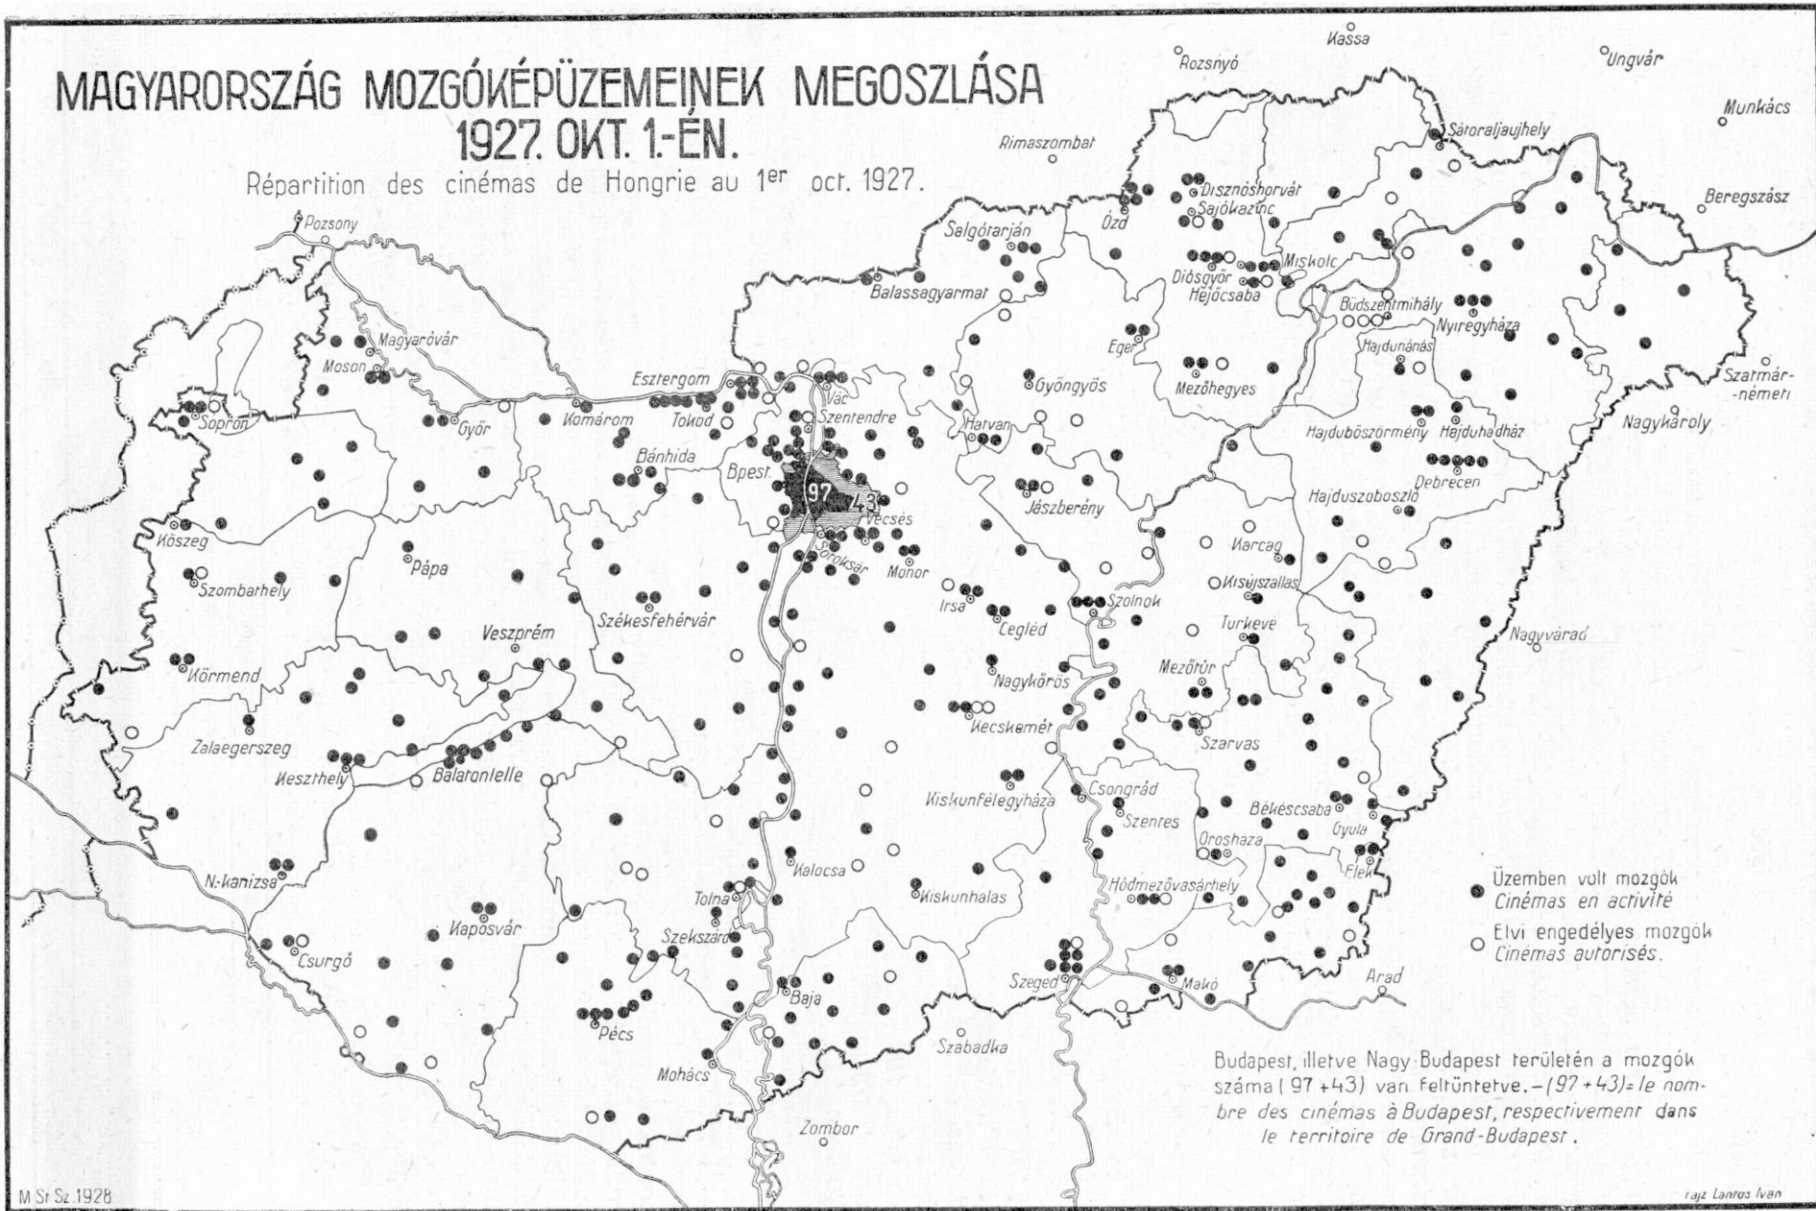 MAGYARORSZÁG MOZGÓKÉPÜZEMEINEK MEGOSZLÁSA
1927. OKT. 1.-ÉN.
Répartition des cinémas de Hongrie au 1er oct. 1927.
Kassa
Rozsnyó
Ungvár
Munkács
Rimaszombat
Sátoraljaujhely
Beregszász
Disznóshorvát
Sajókazinc
Ózd
Pozsony
Salgótarján
Diósgyőr
Miskolc
Hejőcsaba
Balassagyarmat
Büdszentmihály
Nyiregyháza
Magyaróvár
Moson
Eger
Hajdunánás
Mezőhegyes
Szatmár-
-németi
Esztergom
Gyöngyös
Vác
Sopron
Győr
Komárom
Tokod
Szentendre
Hatvan
Hajduböszörmény
Hajduhadház
Nagykároly
Bánhida
Bpest.
97
43
Debrecen
Jászberény
Hajduszoboszló
Kőszeg
Vecsés
Soroksár
Monor
Karcag
Pápa
Szombathely
Kisújszállás
Irsa
Szolnok
Székesfehérvár
Cegléd
Turkeve
Nagyvárad
Veszprém
Körmend
Nagykőrös
Mezőtúr
Kecskemét
Szarvas
Zalaegerszeg
Keszthely
Balatonlelle
Kiskunfélegyháza
Csongrád
Szentes
Békéscsaba
Gyula
Orosháza
Elek
N.-kanizsa
Kalocsa
Tolna
Kiskunhalas
Hódmezővásárhely
Kaposvár
Szekszárd
Csurgó
Szeged
Makó
Arad
Baja
Pécs
Szabadka
Mohács
Zombor
Üzemben volt mozgók
Cinémas en activité
Elvi engedélyes mozgók
Cinémas autorisés.
Budapest, illetve Nagy-Budapest területén a mozgók
száma (97+43) van feltüntetve. – (97+43)= le nom-
bre des cinémas à Budapest, respectivement dans
le territoire de Grand-Budapest.
M St Sz. 1928
rajz Lantos Iván